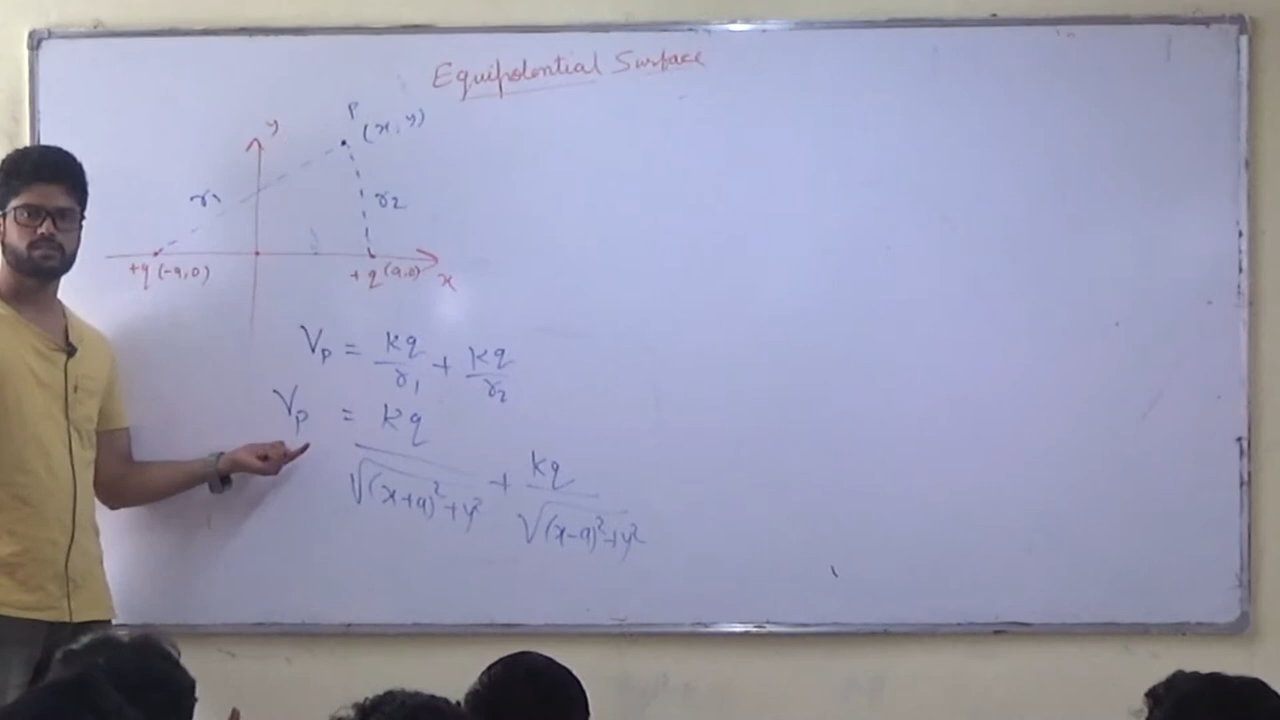 Equipotential Surface
P
y
(x, y)
r1
r2
+q (-a,0)
+q (a,0)
x
Vp = kq/r1 + kq/r2
Vp = kq/√((x+a)²+y²) + kq/√((x-a)²+y²)